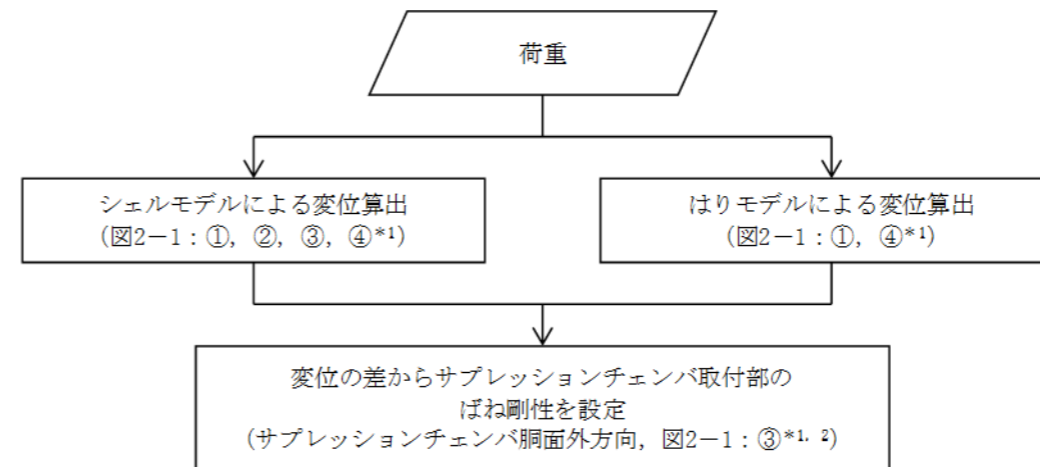 荷重
シェルモデルによる変位算出
(図2-1：①，②，③，④*1)
はりモデルによる変位算出
(図2-1：①，④*1)
変位の差からサプレッションチェンバ取付部の
ばね剛性を設定
(サプレッションチェンバ胴面外方向，図2-1：③*1, 2)